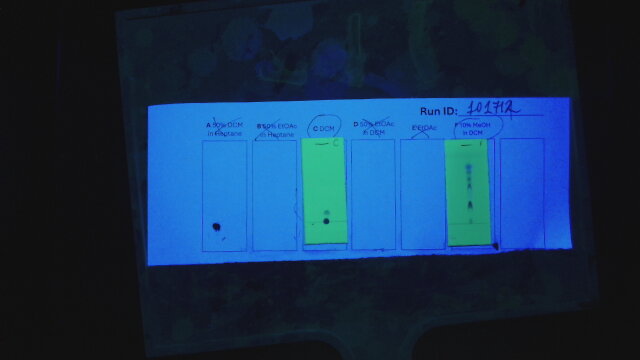 Run ID: 101712
A 50% DCM in Heptane
B 50% EtOAc in Heptane
C DCM
D 50% EtOAc in DCM
E EtOAc
F 10% MeOH in DCM
C